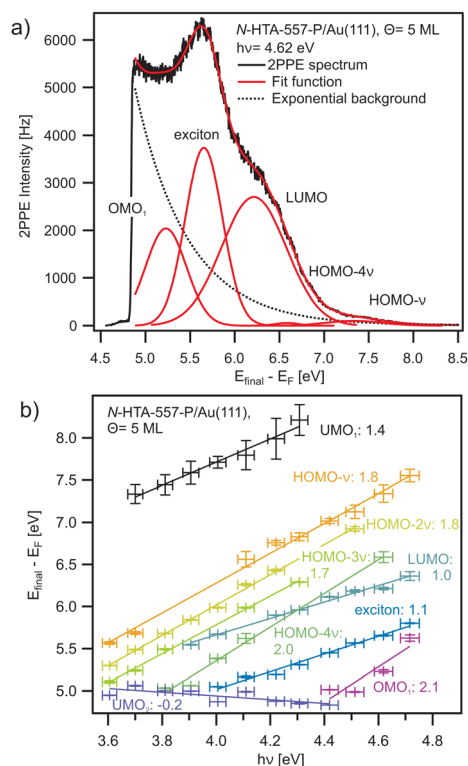 a)
N-HTA-557-P/Au(111), Θ= 5 ML
hν= 4.62 eV
2PPE spectrum
Fit function
Exponential background
exciton
OMO₁
LUMO
HOMO-4ν
HOMO-ν
2PPE Intensity [Hz]
6000
5000
4000
3000
2000
1000
0
4.5 5.0 5.5 6.0 6.5 7.0 7.5 8.0 8.5
E_final - E_F [eV]
b)
N-HTA-557-P/Au(111),
Θ= 5 ML
UMO₁: 1.4
HOMO-ν: 1.8
HOMO-2ν: 1.8
HOMO-3ν:
1.7
LUMO:
1.0
HOMO-4ν:
2.0
exciton: 1.1
OMO₁: 2.1
UMO₂: -0.2
E_final - E_F [eV]
8.0
7.5
7.0
6.5
6.0
5.5
5.0
3.6 3.8 4.0 4.2 4.4 4.6 4.8
hν [eV]